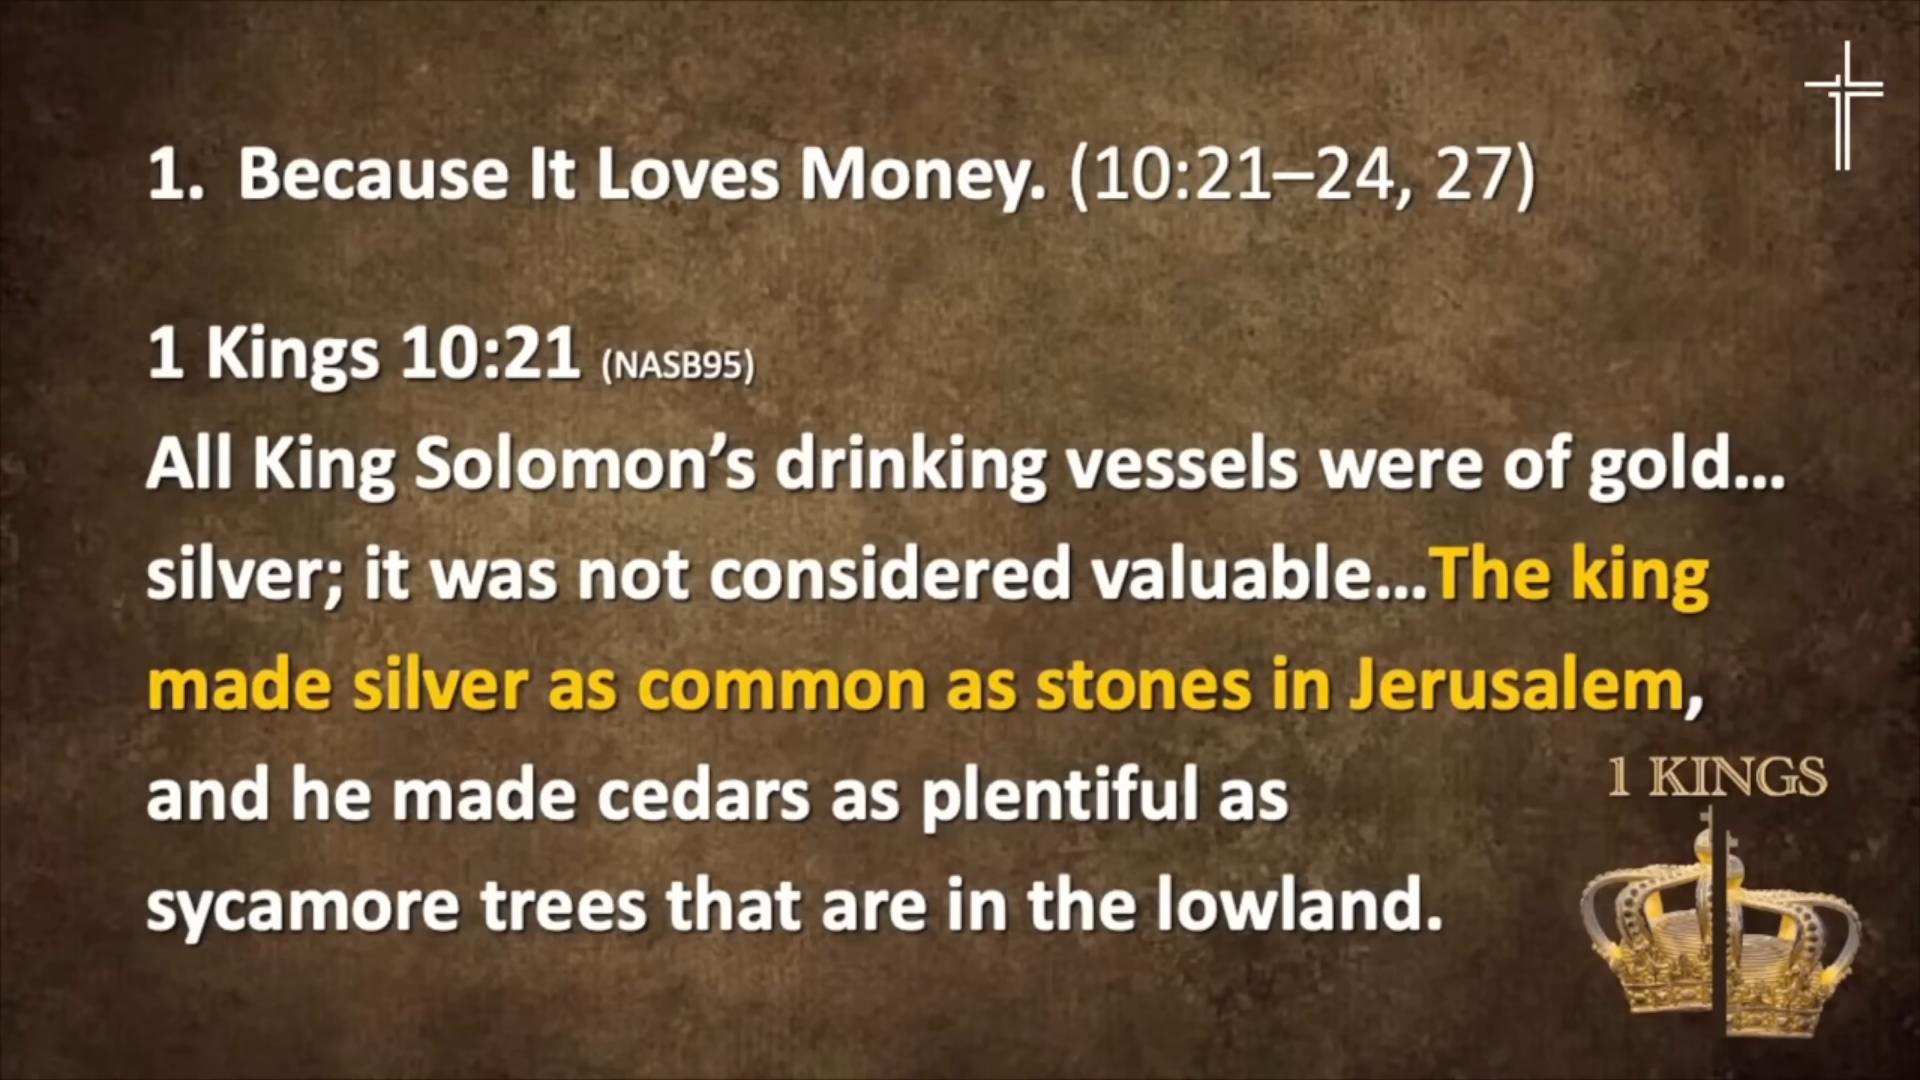 1. Because It Loves Money. (10:21–24, 27)
1 Kings 10:21 (NASB95)
All King Solomon’s drinking vessels were of gold…
silver; it was not considered valuable…The king
made silver as common as stones in Jerusalem,
and he made cedars as plentiful as
sycamore trees that are in the lowland.
1 KINGS